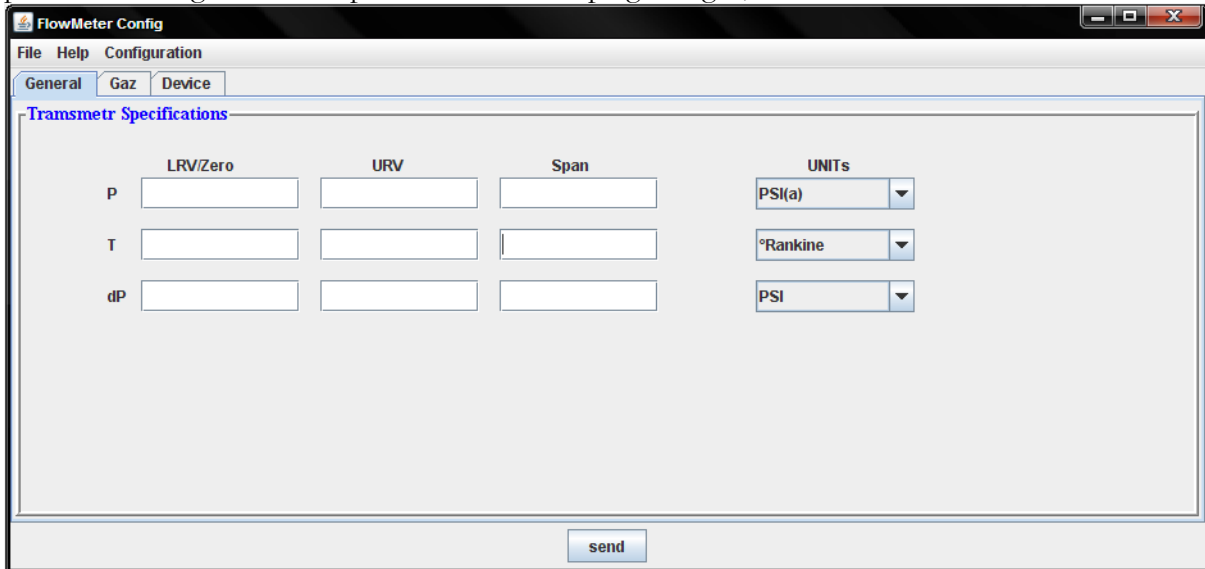 FlowMeter Config
File Help Configuration
General Gaz Device
Tramsmetr Specifications
LRV/Zero URV Span UNITs
P PSI(a)
T °Rankine
dP PSI
send